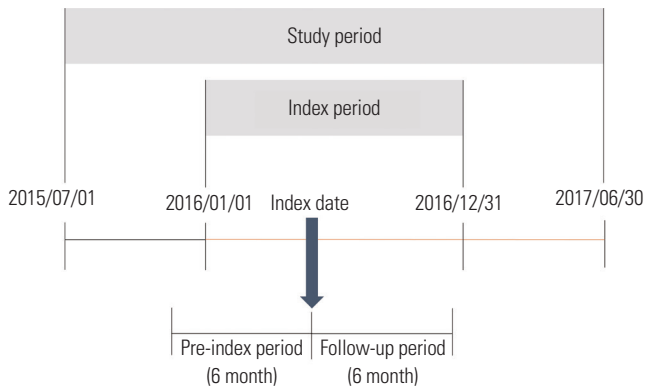 Study period
Index period
2015/07/01 2016/01/01 Index date 2016/12/31 2017/06/30
Pre-index period Follow-up period
(6 month) (6 month)